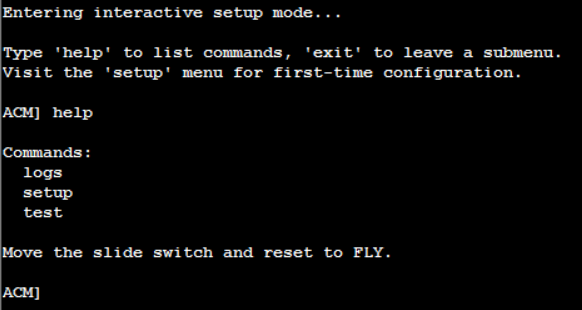 Entering interactive setup mode...
Type 'help' to list commands, 'exit' to leave a submenu.
Visit the 'setup' menu for first-time configuration.
ACM] help
Commands:
logs
setup
test
Move the slide switch and reset to FLY.
ACM]